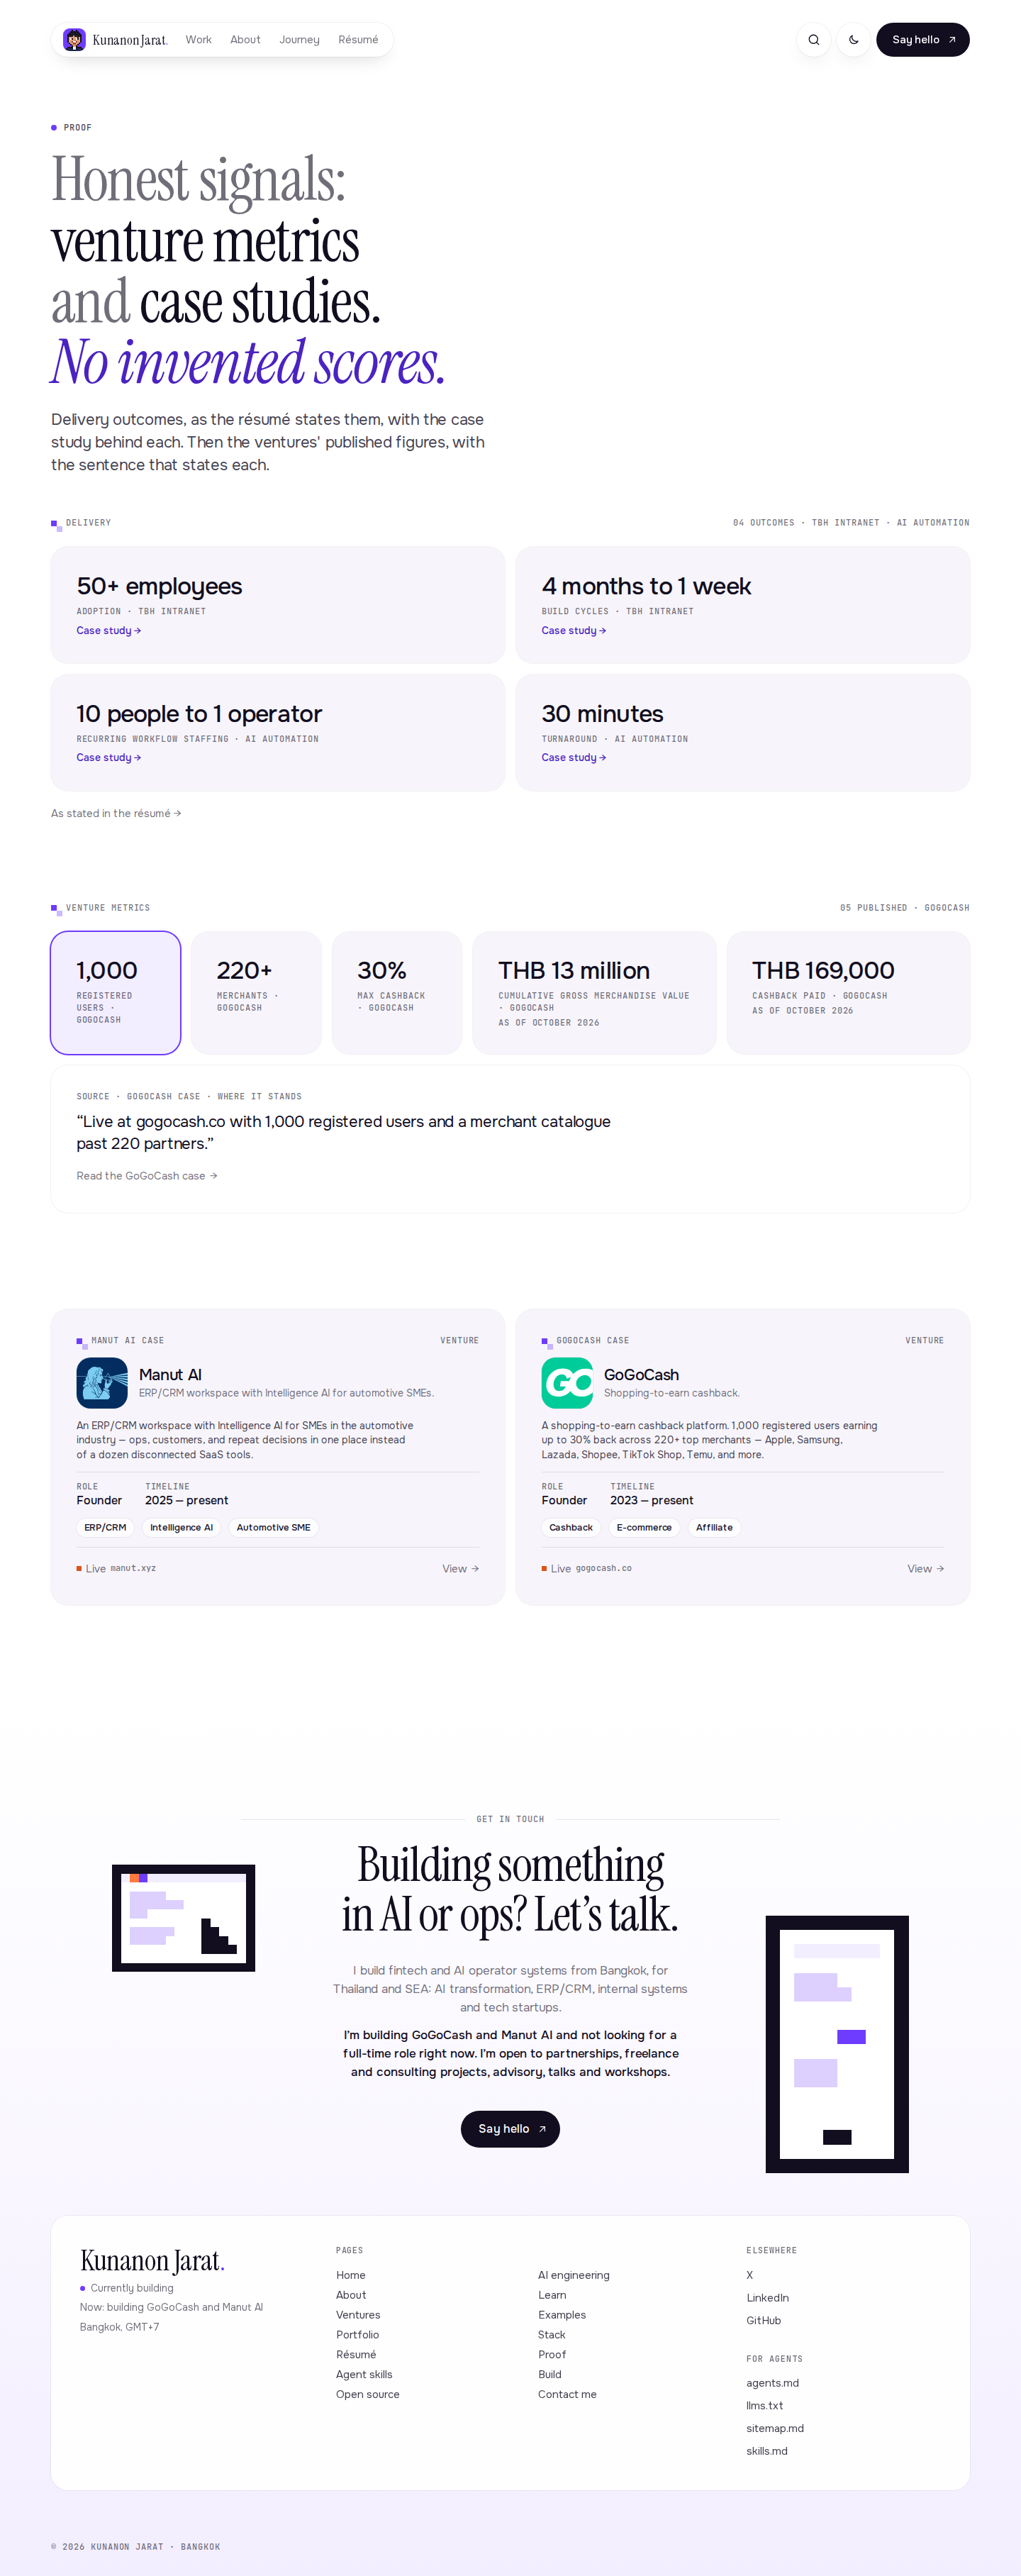 Kunanon Jarat.
Work
About
Journey
Résumé
Say hello
PROOF
Honest signals:
venture metrics
and case studies.
No invented scores.
Delivery outcomes, as the résumé states them, with the case
study behind each. Then the ventures' published figures, with
the sentence that states each.
DELIVERY
04 OUTCOMES · TBH INTRANET · AI AUTOMATION
50+ employees
ADOPTION · TBH INTRANET
Case study →
4 months to 1 week
BUILD CYCLES · TBH INTRANET
Case study →
10 people to 1 operator
RECURRING WORKFLOW STAFFING · AI AUTOMATION
Case study →
30 minutes
TURNAROUND · AI AUTOMATION
Case study →
As stated in the résumé →
VENTURE METRICS
05 PUBLISHED · GOGOCASH
1,000
REGISTERED
USERS ·
GOGOCASH
220+
MERCHANTS ·
GOGOCASH
30%
MAX CASHBACK
· GOGOCASH
THB 13 million
CUMULATIVE GROSS MERCHANDISE VALUE
· GOGOCASH
AS OF OCTOBER 2026
THB 169,000
CASHBACK PAID · GOGOCASH
AS OF OCTOBER 2026
SOURCE · GOGOCASH CASE · WHERE IT STANDS
“Live at gogocash.co with 1,000 registered users and a merchant catalogue
past 220 partners.”
Read the GoGoCash case →
MANUT AI CASE
VENTURE
Manut AI
ERP/CRM workspace with Intelligence AI for automotive SMEs.
An ERP/CRM workspace with Intelligence AI for SMEs in the automotive
industry — ops, customers, and repeat decisions in one place instead
of a dozen disconnected SaaS tools.
ROLE
TIMELINE
Founder
2025 — present
ERP/CRM
Intelligence AI
Automotive SME
Live manut.xyz
View →
GOGOCASH CASE
VENTURE
GO
GoGoCash
Shopping-to-earn cashback.
A shopping-to-earn cashback platform. 1,000 registered users earning
up to 30% back across 220+ top merchants — Apple, Samsung,
Lazada, Shopee, TikTok Shop, Temu, and more.
ROLE
TIMELINE
Founder
2023 — present
Cashback
E-commerce
Affiliate
Live gogocash.co
View →
GET IN TOUCH
Building something
in AI or ops? Let’s talk.
I build fintech and AI operator systems from Bangkok, for
Thailand and SEA: AI transformation, ERP/CRM, internal systems
and tech startups.
I’m building GoGoCash and Manut AI and not looking for a
full-time role right now. I’m open to partnerships, freelance
and consulting projects, advisory, talks and workshops.
Say hello
Kunanon Jarat.
Currently building
Now: building GoGoCash and Manut AI
Bangkok, GMT+7
PAGES
Home
About
Ventures
Portfolio
Résumé
Agent skills
Open source
AI engineering
Learn
Examples
Stack
Proof
Build
Contact me
ELSEWHERE
X
LinkedIn
GitHub
FOR AGENTS
agents.md
llms.txt
sitemap.md
skills.md
© 2026 KUNANON JARAT · BANGKOK